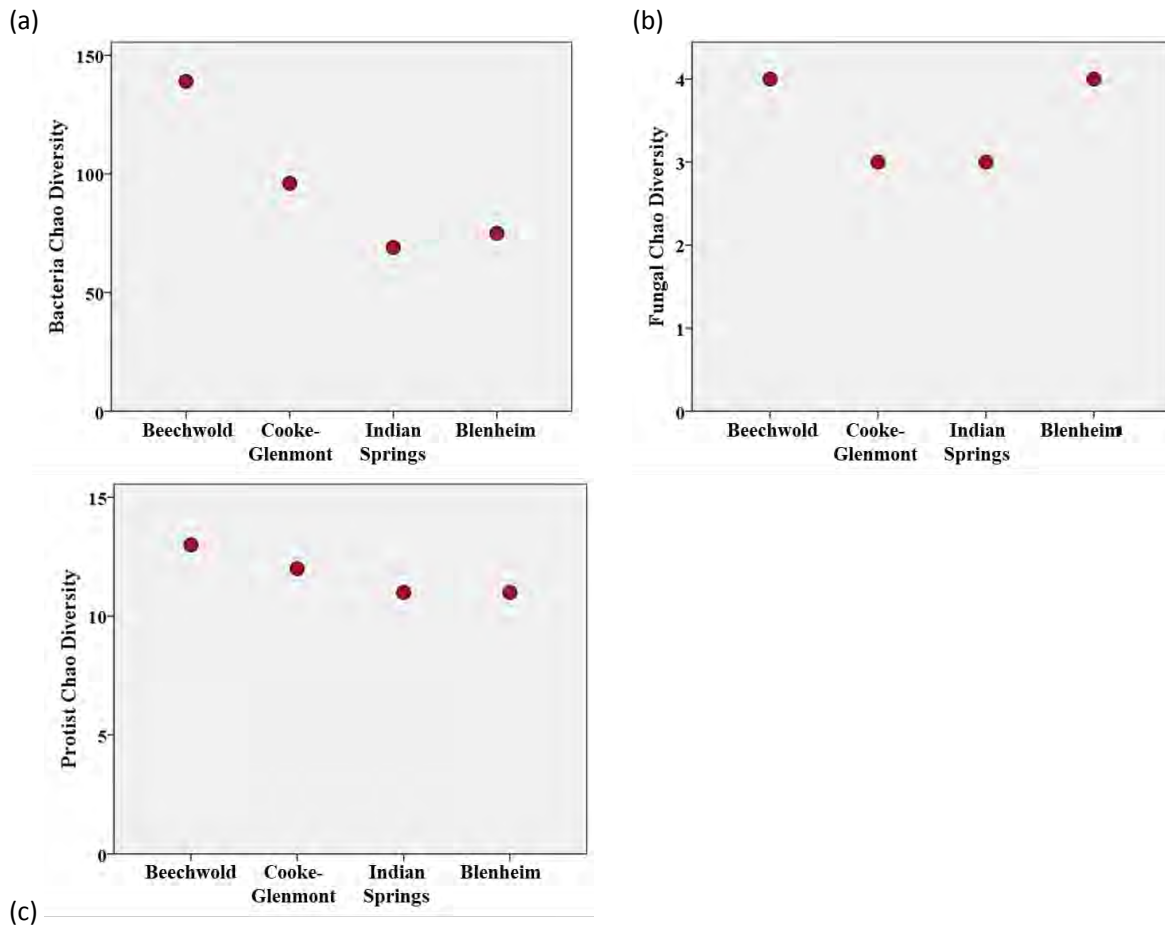 (a)
150
100
50
0
Bacteria Chao Diversity
Beechwold
Cooke-
Glenmont
Indian
Springs
Blenheim
(b)
4
3
2
1
0
Fungal Chao Diversity
Beechwold
Cooke-
Glenmont
Indian
Springs
Blenheim
15
10
5
0
Protist Chao Diversity
Beechwold
Cooke-
Glenmont
Indian
Springs
Blenheim
(c)